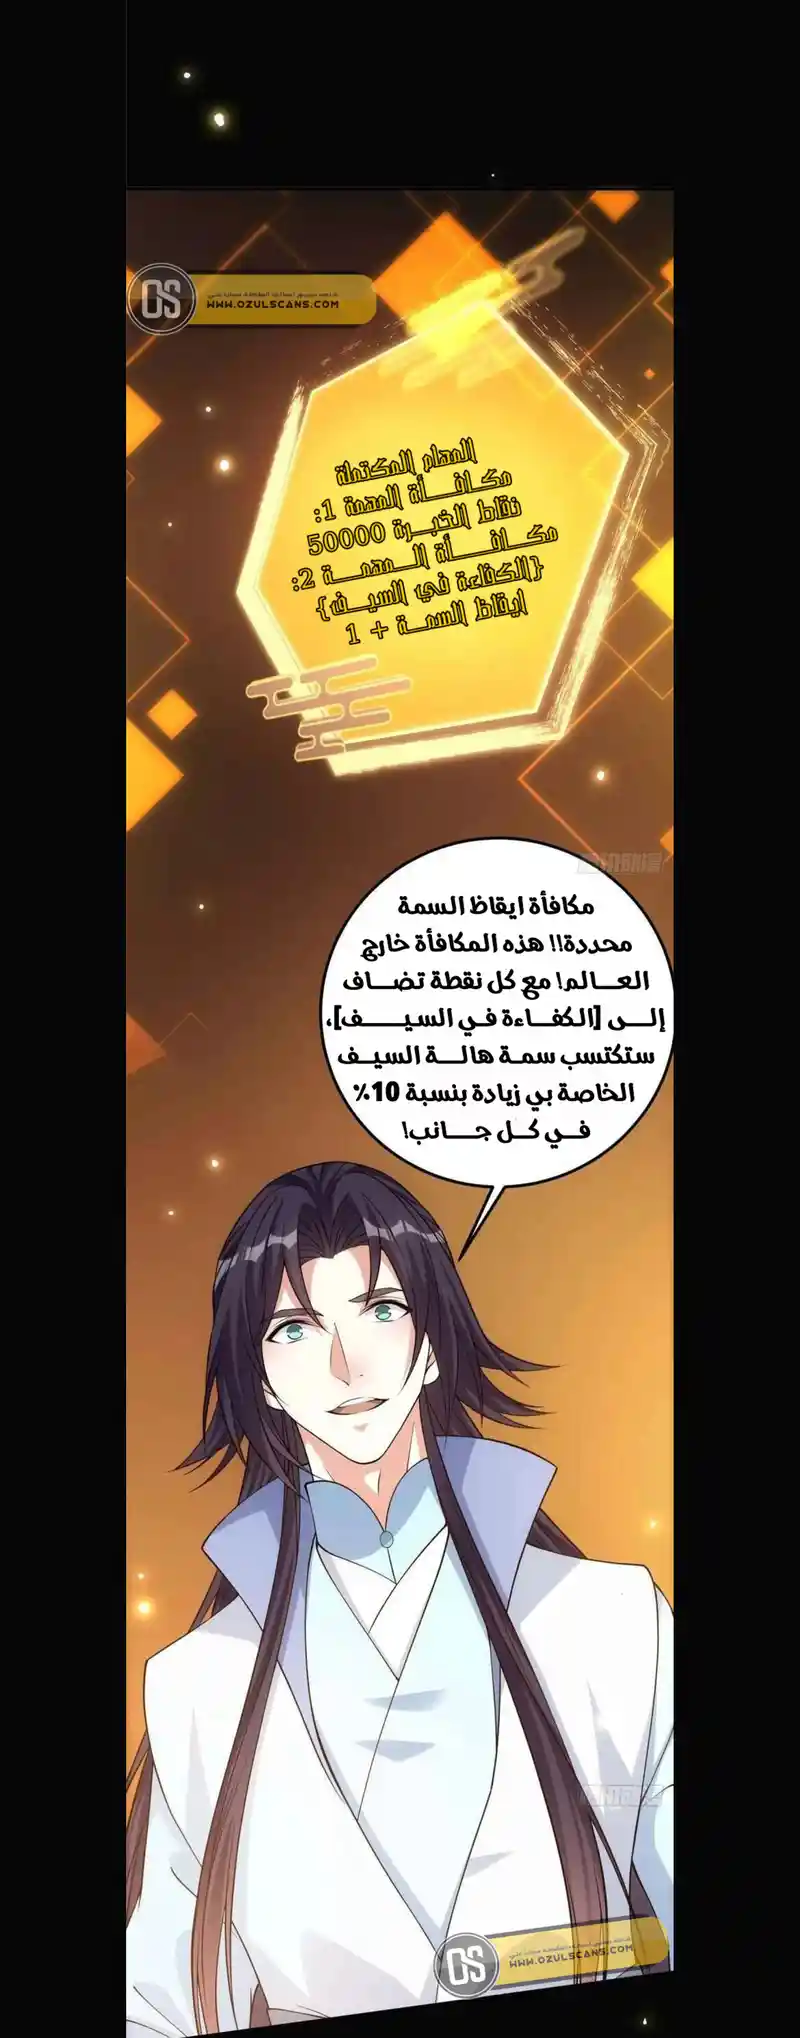 WWW.OZULSCANS.COM
المهام المكتملة
مكافأة المهمة 1:
نقاط الخبرة 50000
مكافأة المهمة 2:
{الكفاءة في السيف}
ايقاظ السمة + 1
مكافأة ايقاظ السمة
محددة!! هذه المكافأة خارج
العالم! مع كل نقطة تضاف
إلى [الكفاءة في السيف]،
ستكتسب سمة هالة السيف
الخاصة بي زيادة بنسبة 10%
في كل جانب!
WWW.OZULSCANS.COM